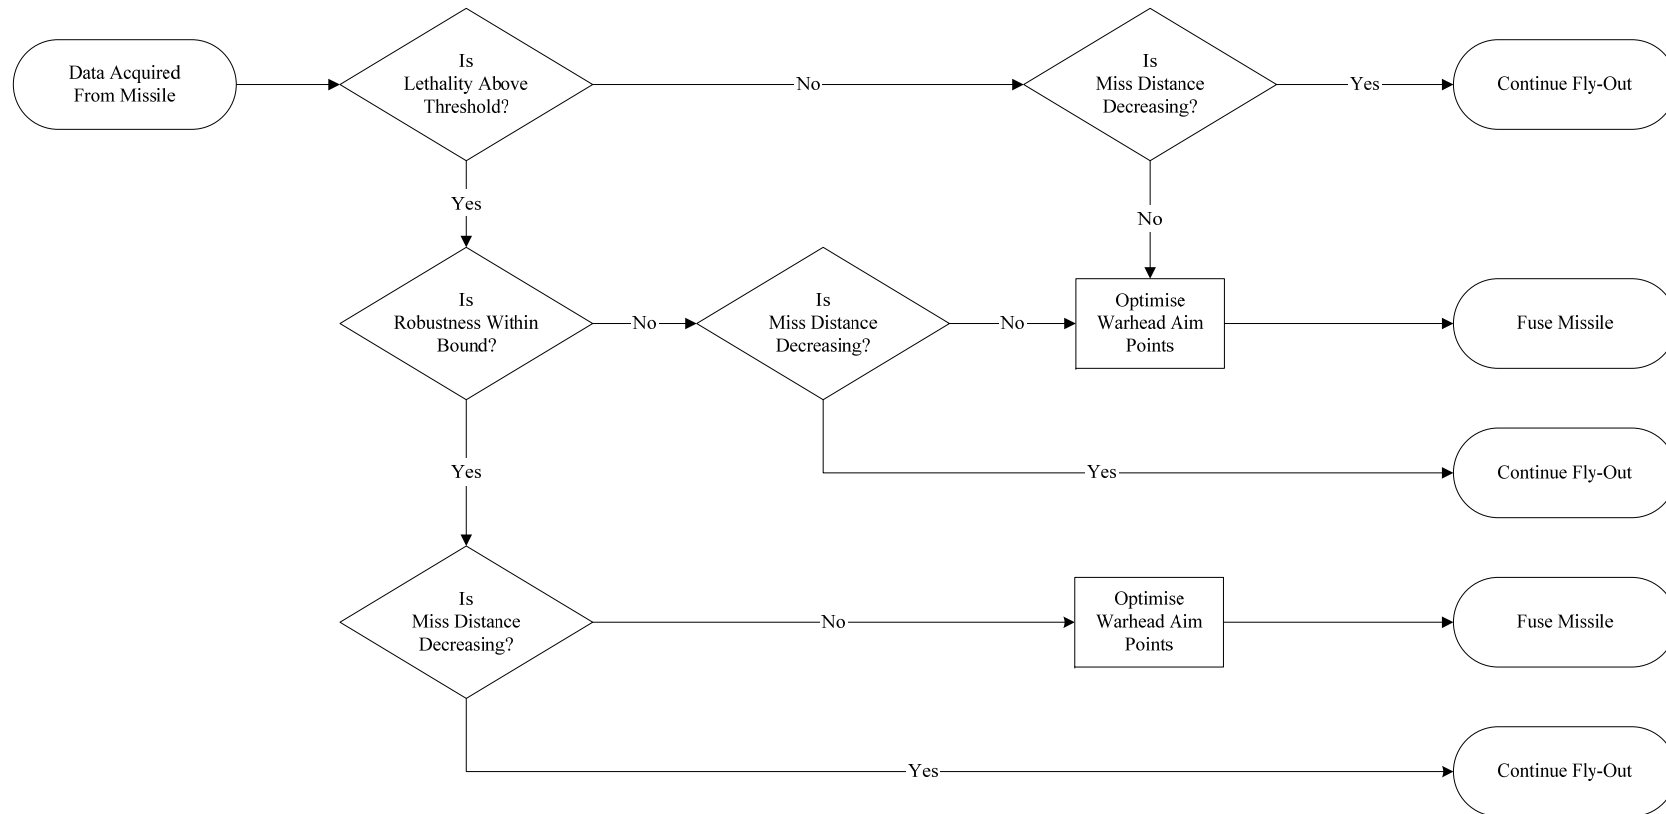 Data Acquired
From Missile
Is
Lethality Above
Threshold?
No
Is
Miss Distance
Decreasing?
Yes
Continue Fly-Out
Yes
No
Is
Robustness Within
Bound?
No
Is
Miss Distance
Decreasing?
No
Optimise
Warhead Aim
Points
Fuse Missile
Yes
Yes
Continue Fly-Out
Is
Miss Distance
Decreasing?
No
Optimise
Warhead Aim
Points
Fuse Missile
Yes
Continue Fly-Out